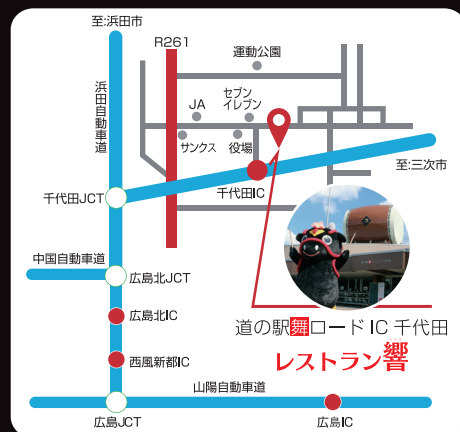 至:浜田市
R261
運動公園
浜田自動車道
JA
セブン
イレブン
サンクス
役場
至:三次市
千代田JCT
千代田IC
中国自動車道
広島北JCT
広島北IC
道の駅舞ロードIC千代田
レストラン響
西風新都IC
山陽自動車道
広島JCT
広島IC